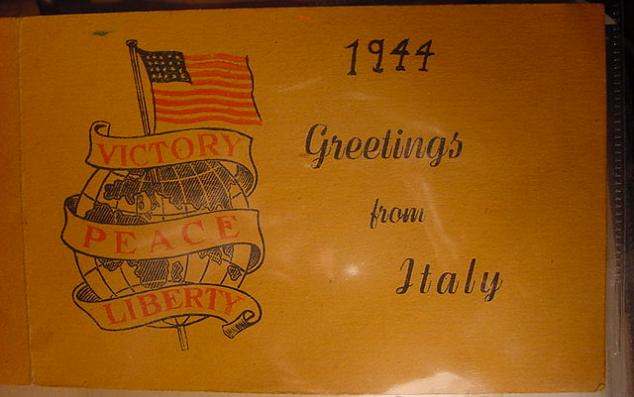 VICTORY
PEACE
LIBERTY
1944
Greetings
from
Italy